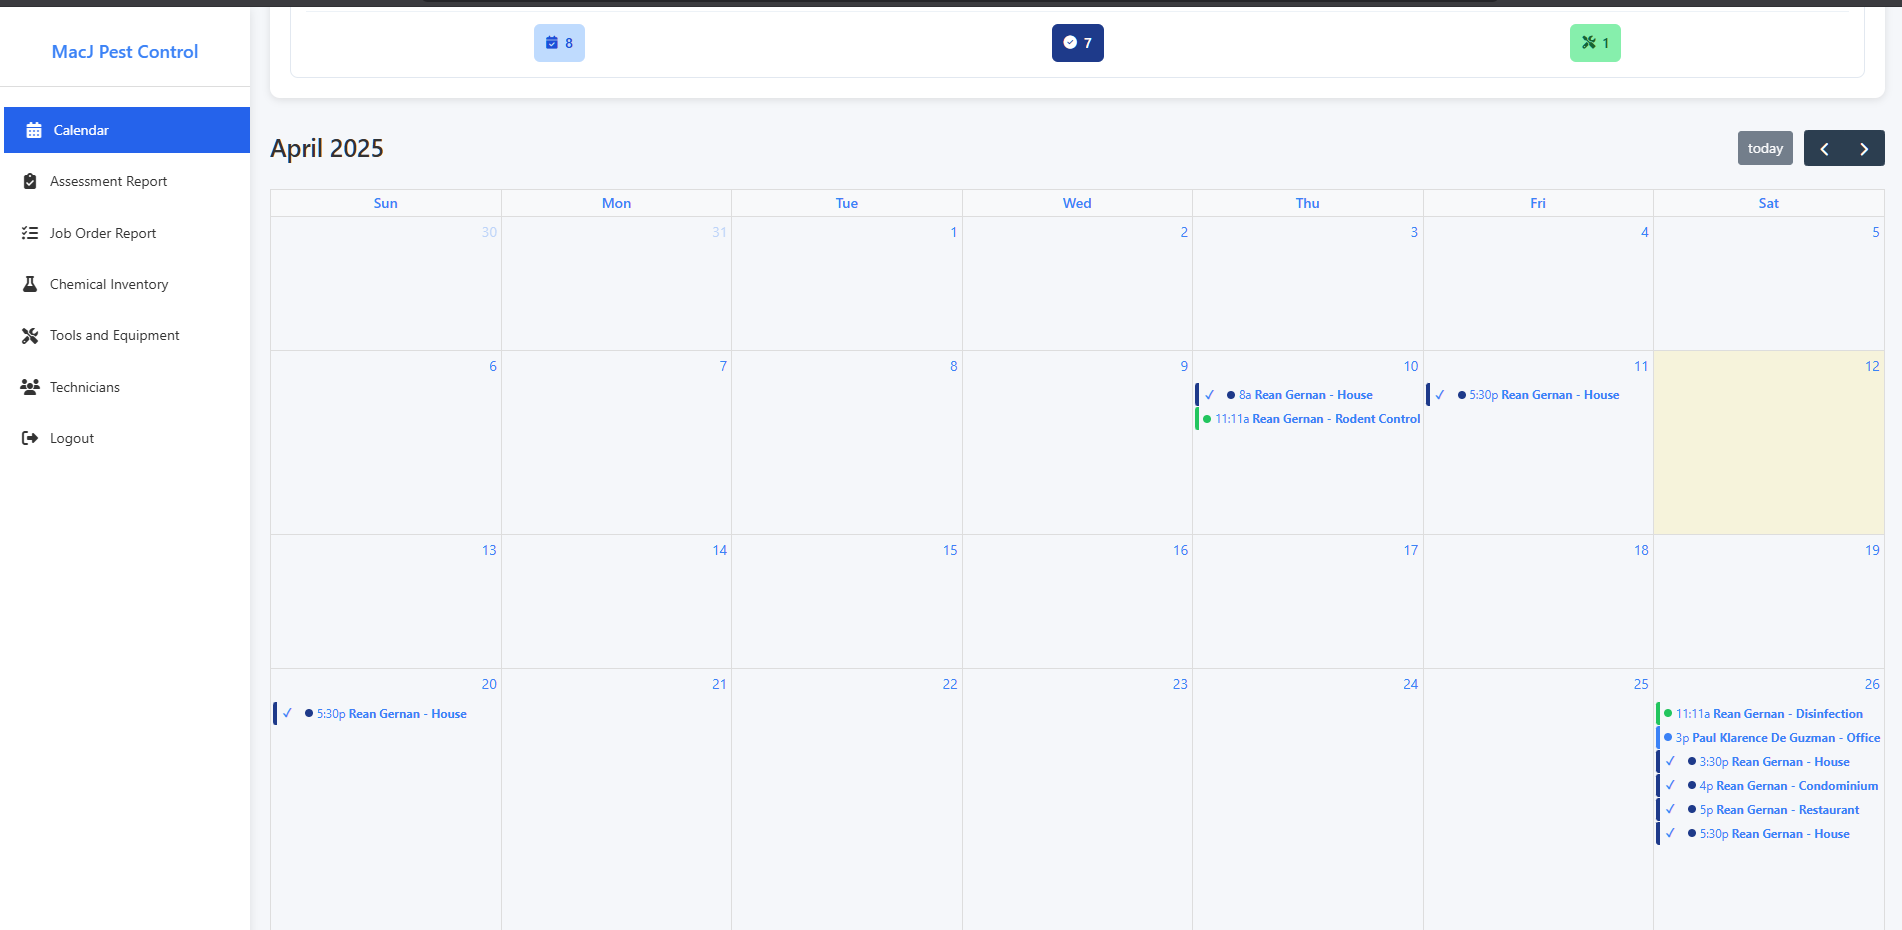 MacJ Pest Control
Calendar
Assessment Report
Job Order Report
Chemical Inventory
Tools and Equipment
Technicians
Logout
8
7
1
April 2025
today
Sun Mon Tue Wed Thu Fri Sat
30 31 1 2 3 4 5
6 7 8 9 10 11 12
✓ 8a Rean Gernan - House
11:11a Rean Gernan - Rodent Control
✓ 5:30p Rean Gernan - House
13 14 15 16 17 18 19
20 21 22 23 24 25 26
✓ 5:30p Rean Gernan - House
11:11a Rean Gernan - Disinfection
3p Paul Klarence De Guzman - Office
✓ 3:30p Rean Gernan - House
✓ 4p Rean Gernan - Condominium
✓ 5p Rean Gernan - Restaurant
✓ 5:30p Rean Gernan - House